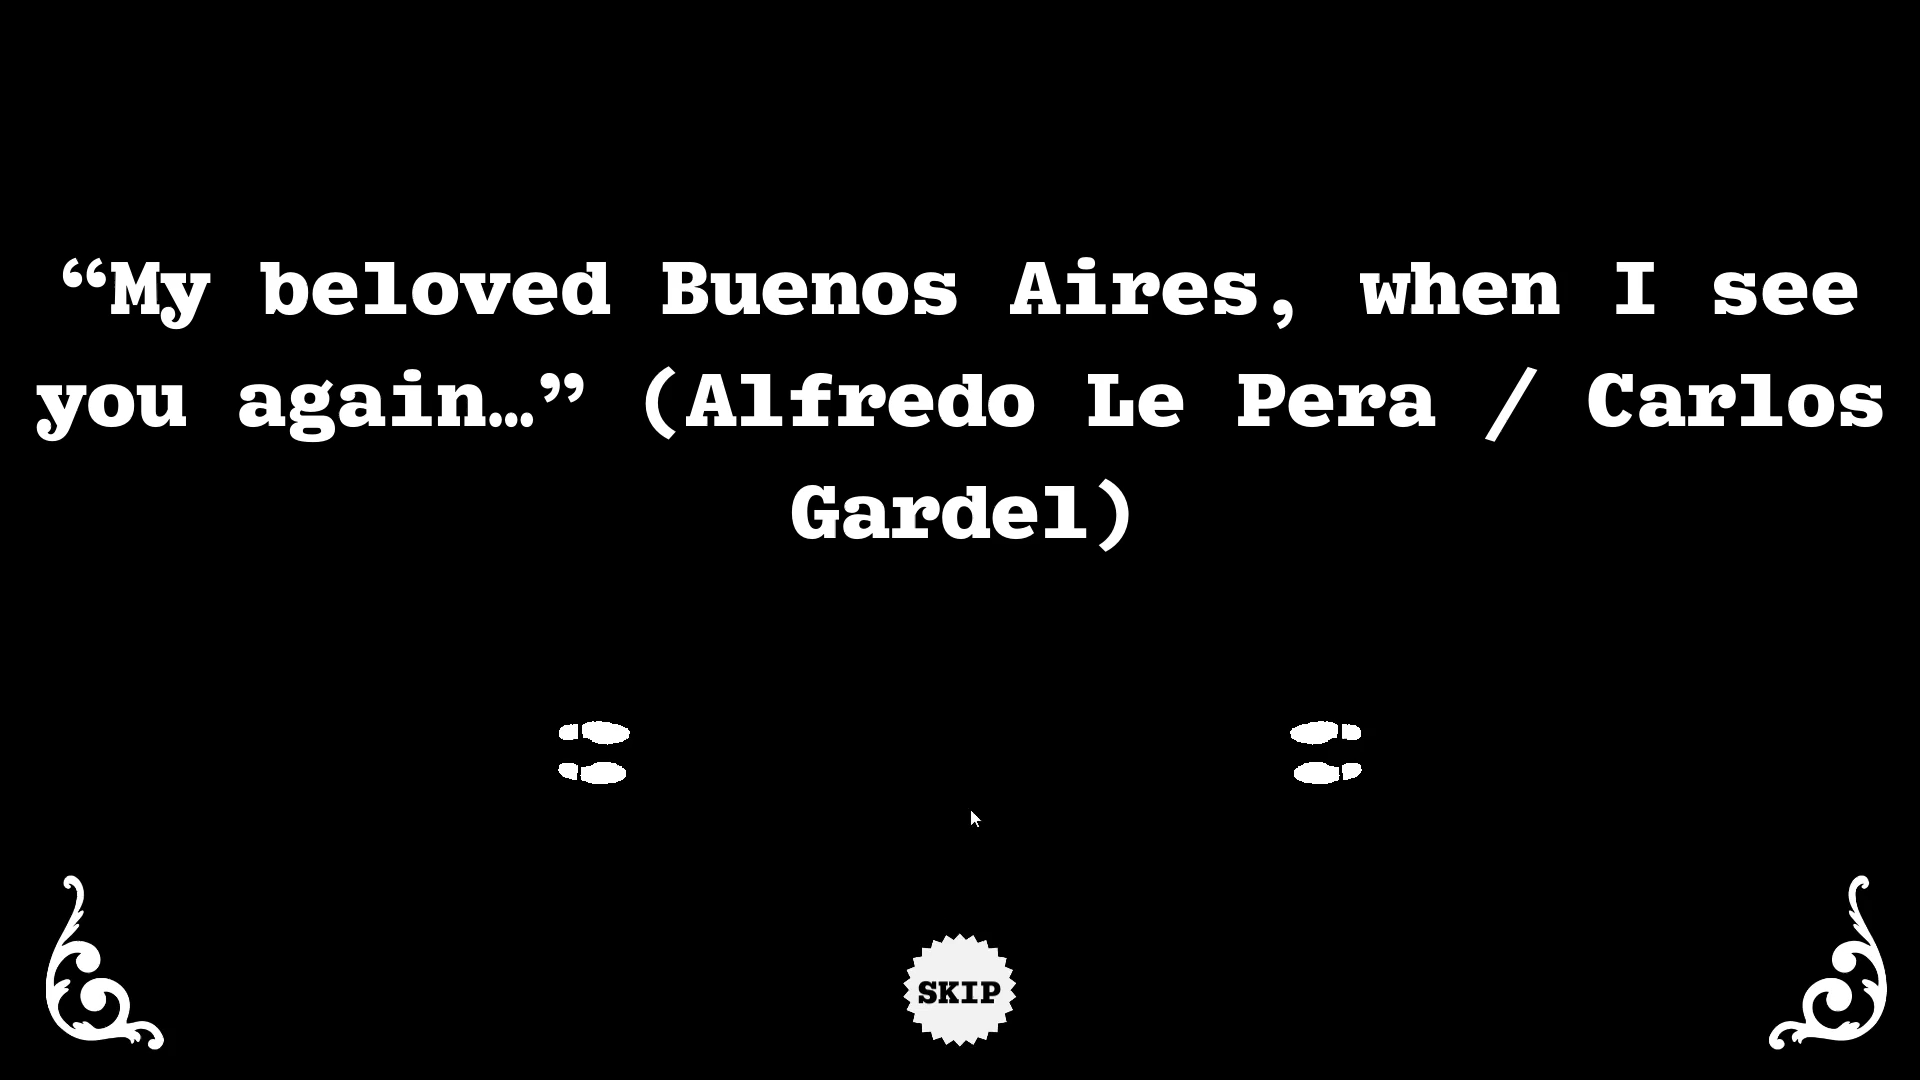 “My beloved Buenos Aires, when I see
you again…” (Alfredo Le Pera / Carlos
Gardel)
SKIP